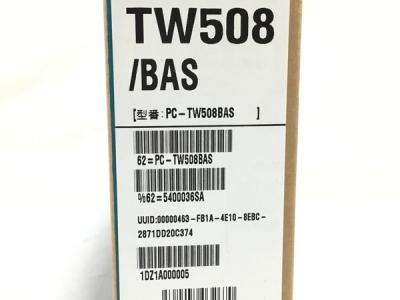 TW508
/BAS
[型番:PC-TW508BAS ]
62=PC-TW508BAS
%62=5400036SA
UUID:00000463-FB1A-4E10-8EBC-
2871DD20C374
1DZ1A000005